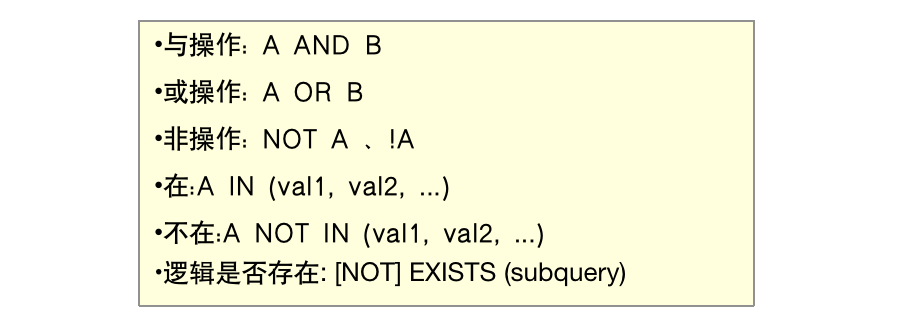 •与操作: A AND B
•或操作: A OR B
•非操作: NOT A 、!A
•在:A IN (val1, val2, ...)
•不在:A NOT IN (val1, val2, ...)
•逻辑是否存在: [NOT] EXISTS (subquery)